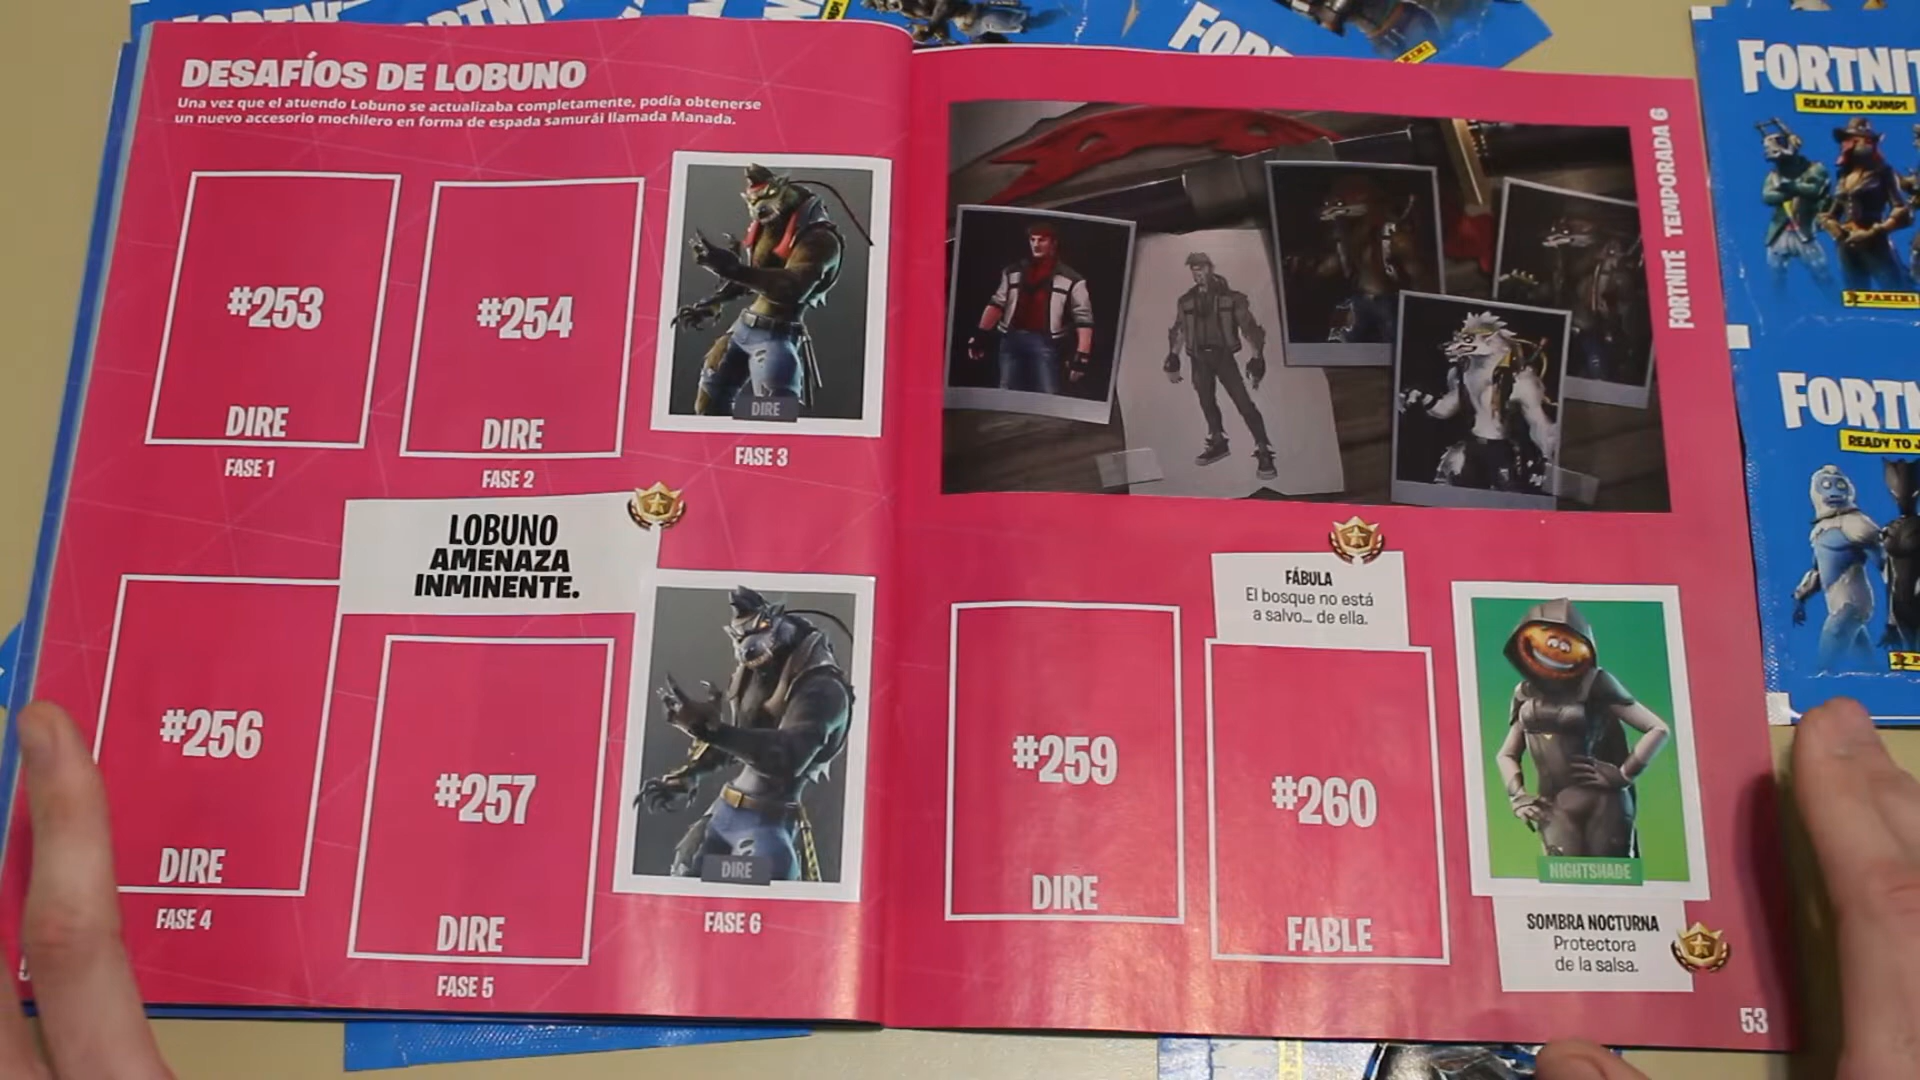 DESAFÍOS DE LOBUNO
Una vez que el atuendo Lobuno se actualizaba completamente, podía obtenerse
un nuevo accesorio mochilero en forma de espada samurái llamada Manada.
#253
DIRE
FASE 1
#254
DIRE
FASE 2
DIRE
FASE 3
LOBUNO
AMENAZA
INMINENTE.
#256
DIRE
FASE 4
#257
DIRE
FASE 5
DIRE
FASE 6
FORTNITE TEMPORADA 6
#259
DIRE
FÁBULA
El bosque no está
a salvo... de ella.
#260
FABLE
NIGHTSHADE
SOMBRA NOCTURNA
Protectora
de la salsa.
53
FORTNIT
READY TO JUMP!
PANINI
FORTN
READY TO J